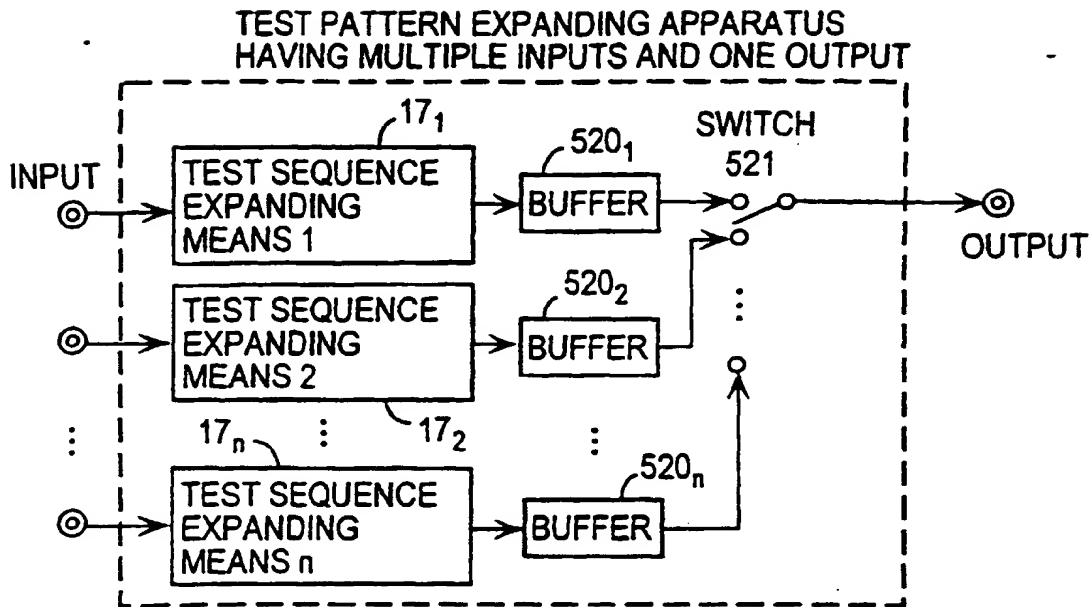 TEST PATTERN EXPANDING APPARATUS
HAVING MULTIPLE INPUTS AND ONE OUTPUT
17₁
520₁
SWITCH
521
INPUT
TEST SEQUENCE
EXPANDING
MEANS 1
BUFFER
OUTPUT
520₂
TEST SEQUENCE
EXPANDING
MEANS 2
BUFFER
17₂
17ₙ
520ₙ
TEST SEQUENCE
EXPANDING
MEANS n
BUFFER